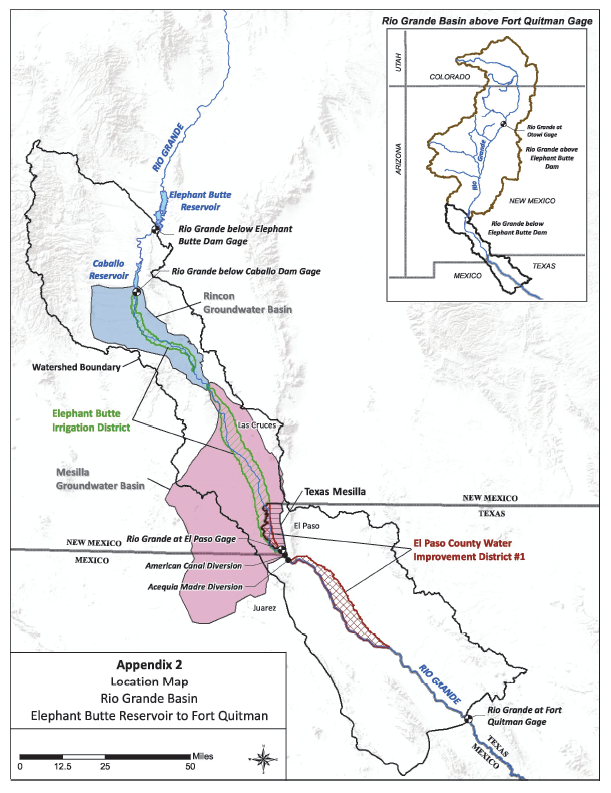 Rio Grande Basin above Fort Quitman Gage
UTAH
COLORADO
ARIZONA
Rio Grande at
Otowi Gage
Rio Grande above
Elephant Butte
Dam
Rio Grande
NEW MEXICO
Rio Grande below
Elephant Butte Dam
TEXAS
MEXICO
RIO GRANDE
Elephant Butte
Reservoir
Rio Grande below Elephant
Butte Dam Gage
Caballo
Reservoir
Rio Grande below Caballo Dam Gage
Rincon
Groundwater Basin
Watershed Boundary
Elephant Butte
Irrigation District
Las Cruces
Mesilla
Groundwater Basin
Texas Mesilla
NEW MEXICO
TEXAS
El Paso
Rio Grande at El Paso Gage
El Paso County Water
Improvement District #1
NEW MEXICO
MEXICO
American Canal Diversion
Acequia Madre Diversion
Juarez
RIO GRANDE
Rio Grande at Fort
Quitman Gage
TEXAS
MEXICO
Appendix 2
Location Map
Rio Grande Basin
Elephant Butte Reservoir to Fort Quitman
Miles
0 12.5 25 50